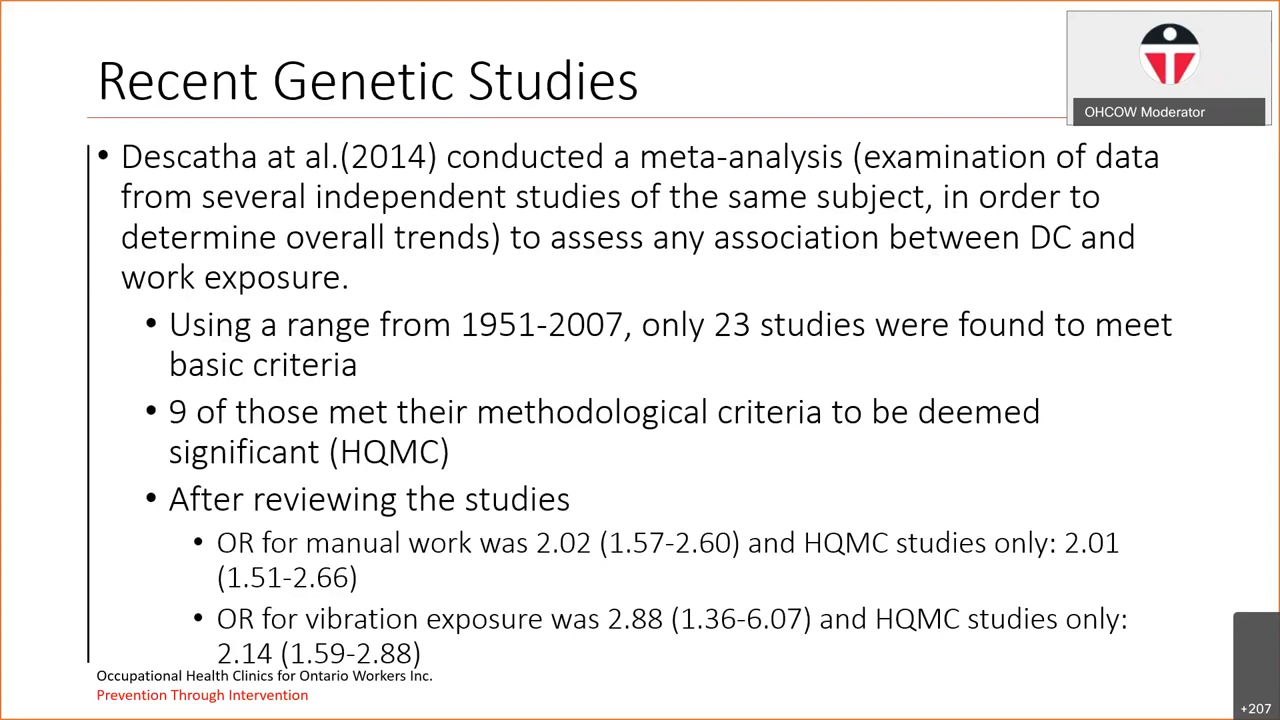 Recent Genetic Studies
OHCOW Moderator
• Descatha at al.(2014) conducted a meta-analysis (examination of data
from several independent studies of the same subject, in order to
determine overall trends) to assess any association between DC and
work exposure.
• Using a range from 1951-2007, only 23 studies were found to meet
basic criteria
• 9 of those met their methodological criteria to be deemed
significant (HQMC)
• After reviewing the studies
• OR for manual work was 2.02 (1.57-2.60) and HQMC studies only: 2.01
(1.51-2.66)
• OR for vibration exposure was 2.88 (1.36-6.07) and HQMC studies only:
2.14 (1.59-2.88)
Occupational Health Clinics for Ontario Workers Inc.
Prevention Through Intervention
+207